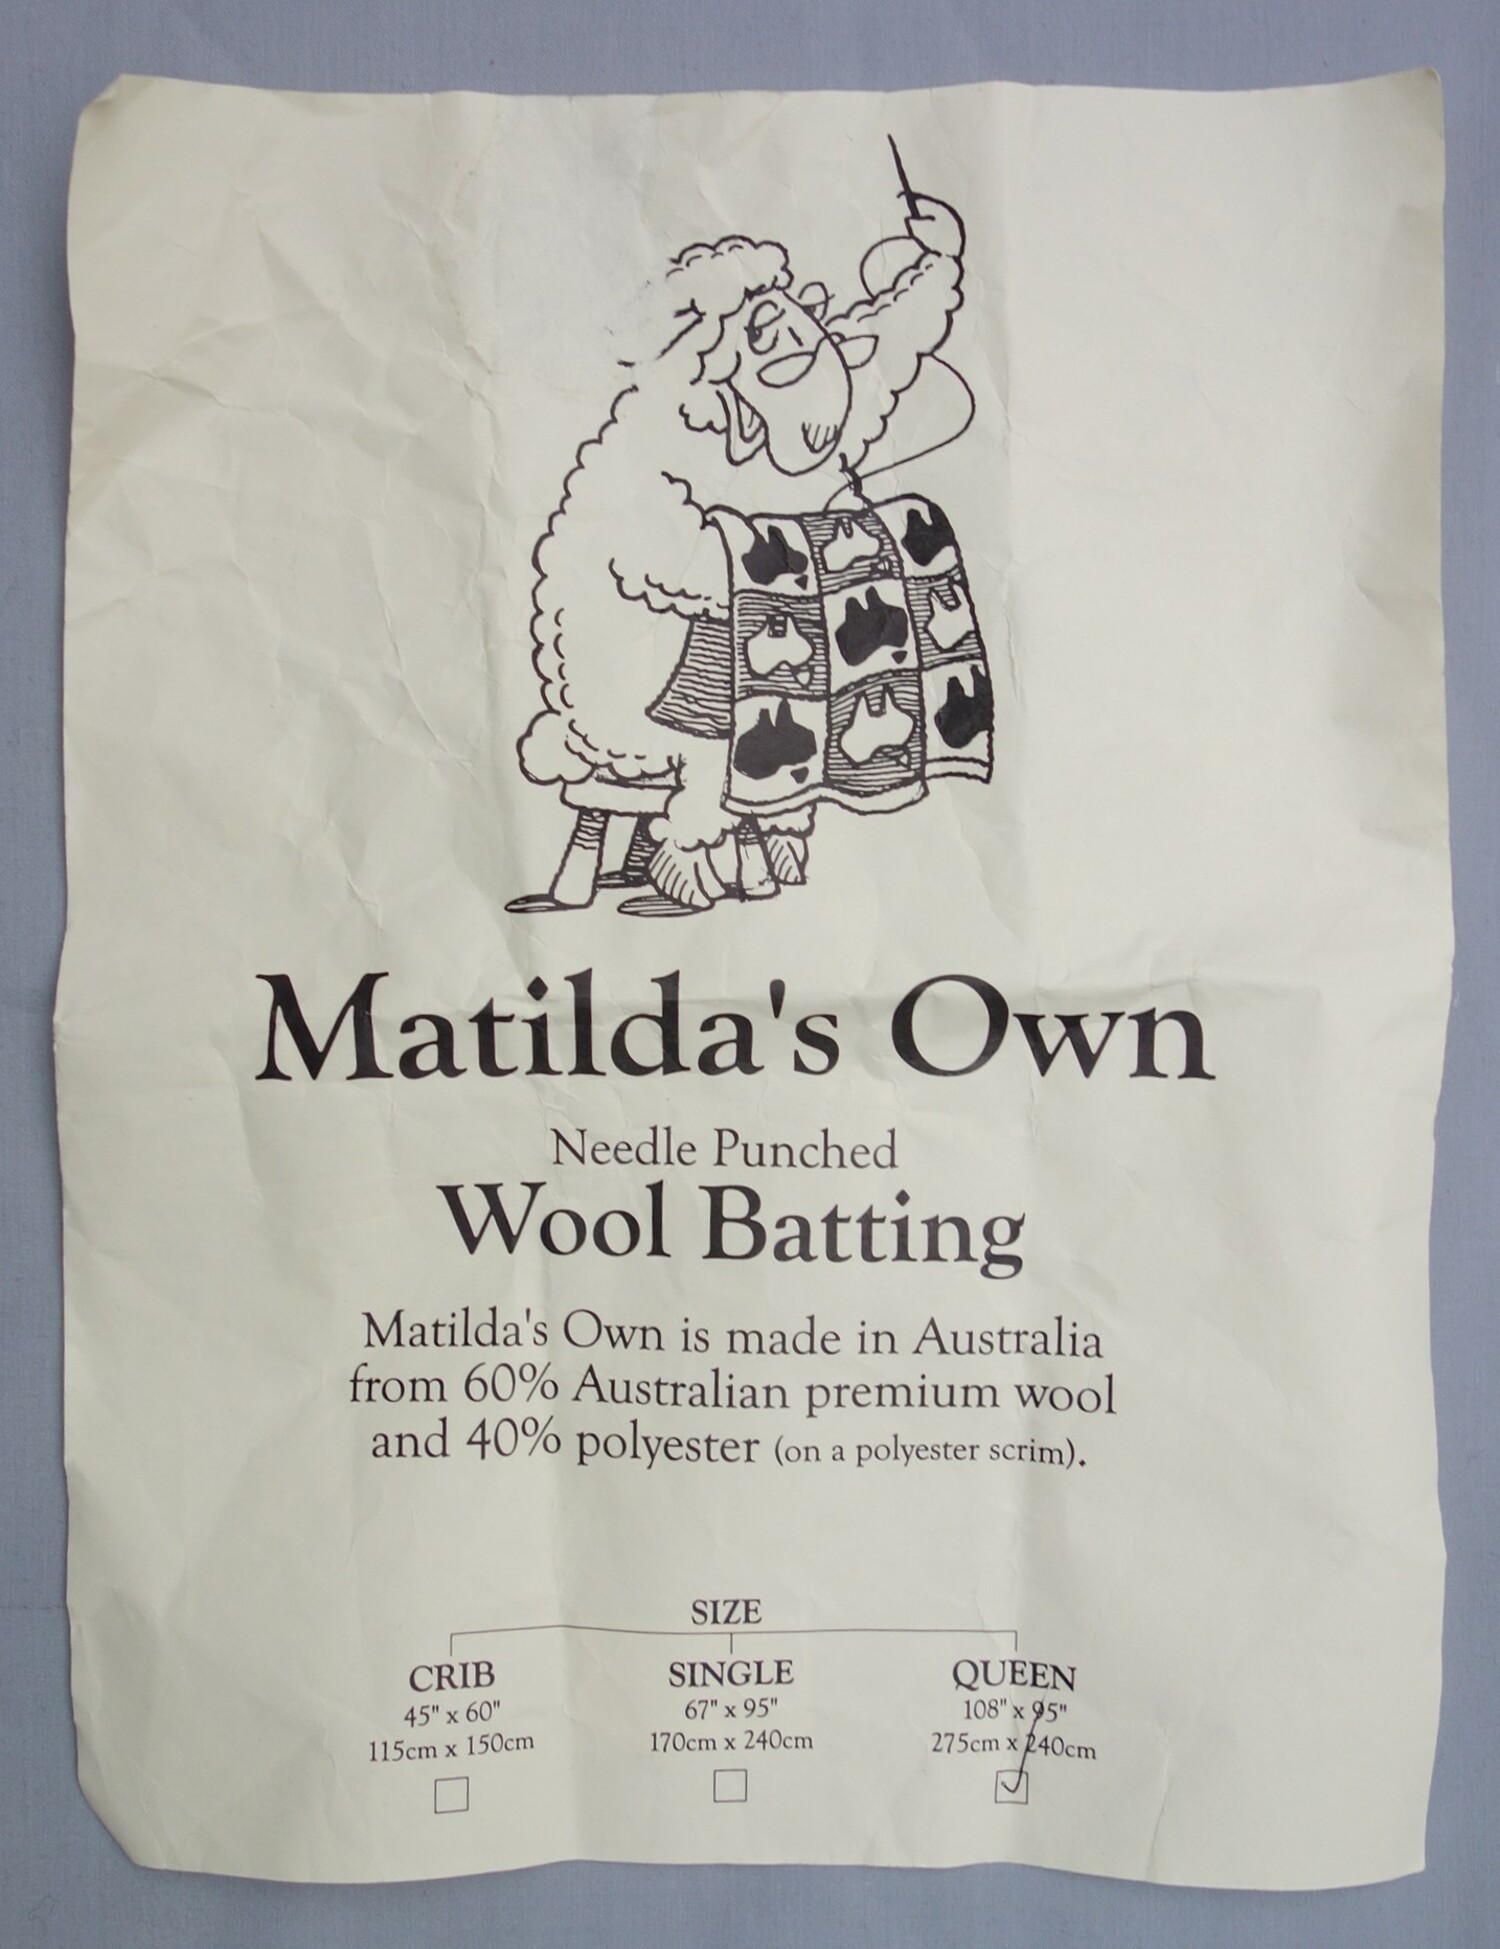 Matilda's Own
Needle Punched
Wool Batting
Matilda's Own is made in Australia
from 60% Australian premium wool
and 40% polyester (on a polyester scrim).
SIZE
CRIB
45" x 60"
115cm x 150cm
SINGLE
67" x 95"
170cm x 240cm
QUEEN
108" x 95"
275cm x 240cm